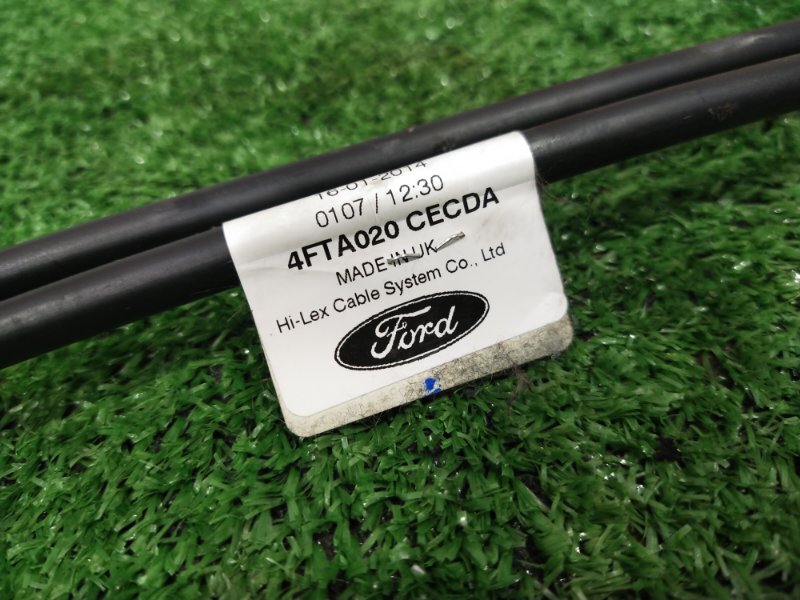 0107 / 12:30
4FTA020 CECDA
MADE IN UK
Hi-Lex Cable System Co., Ltd
Ford